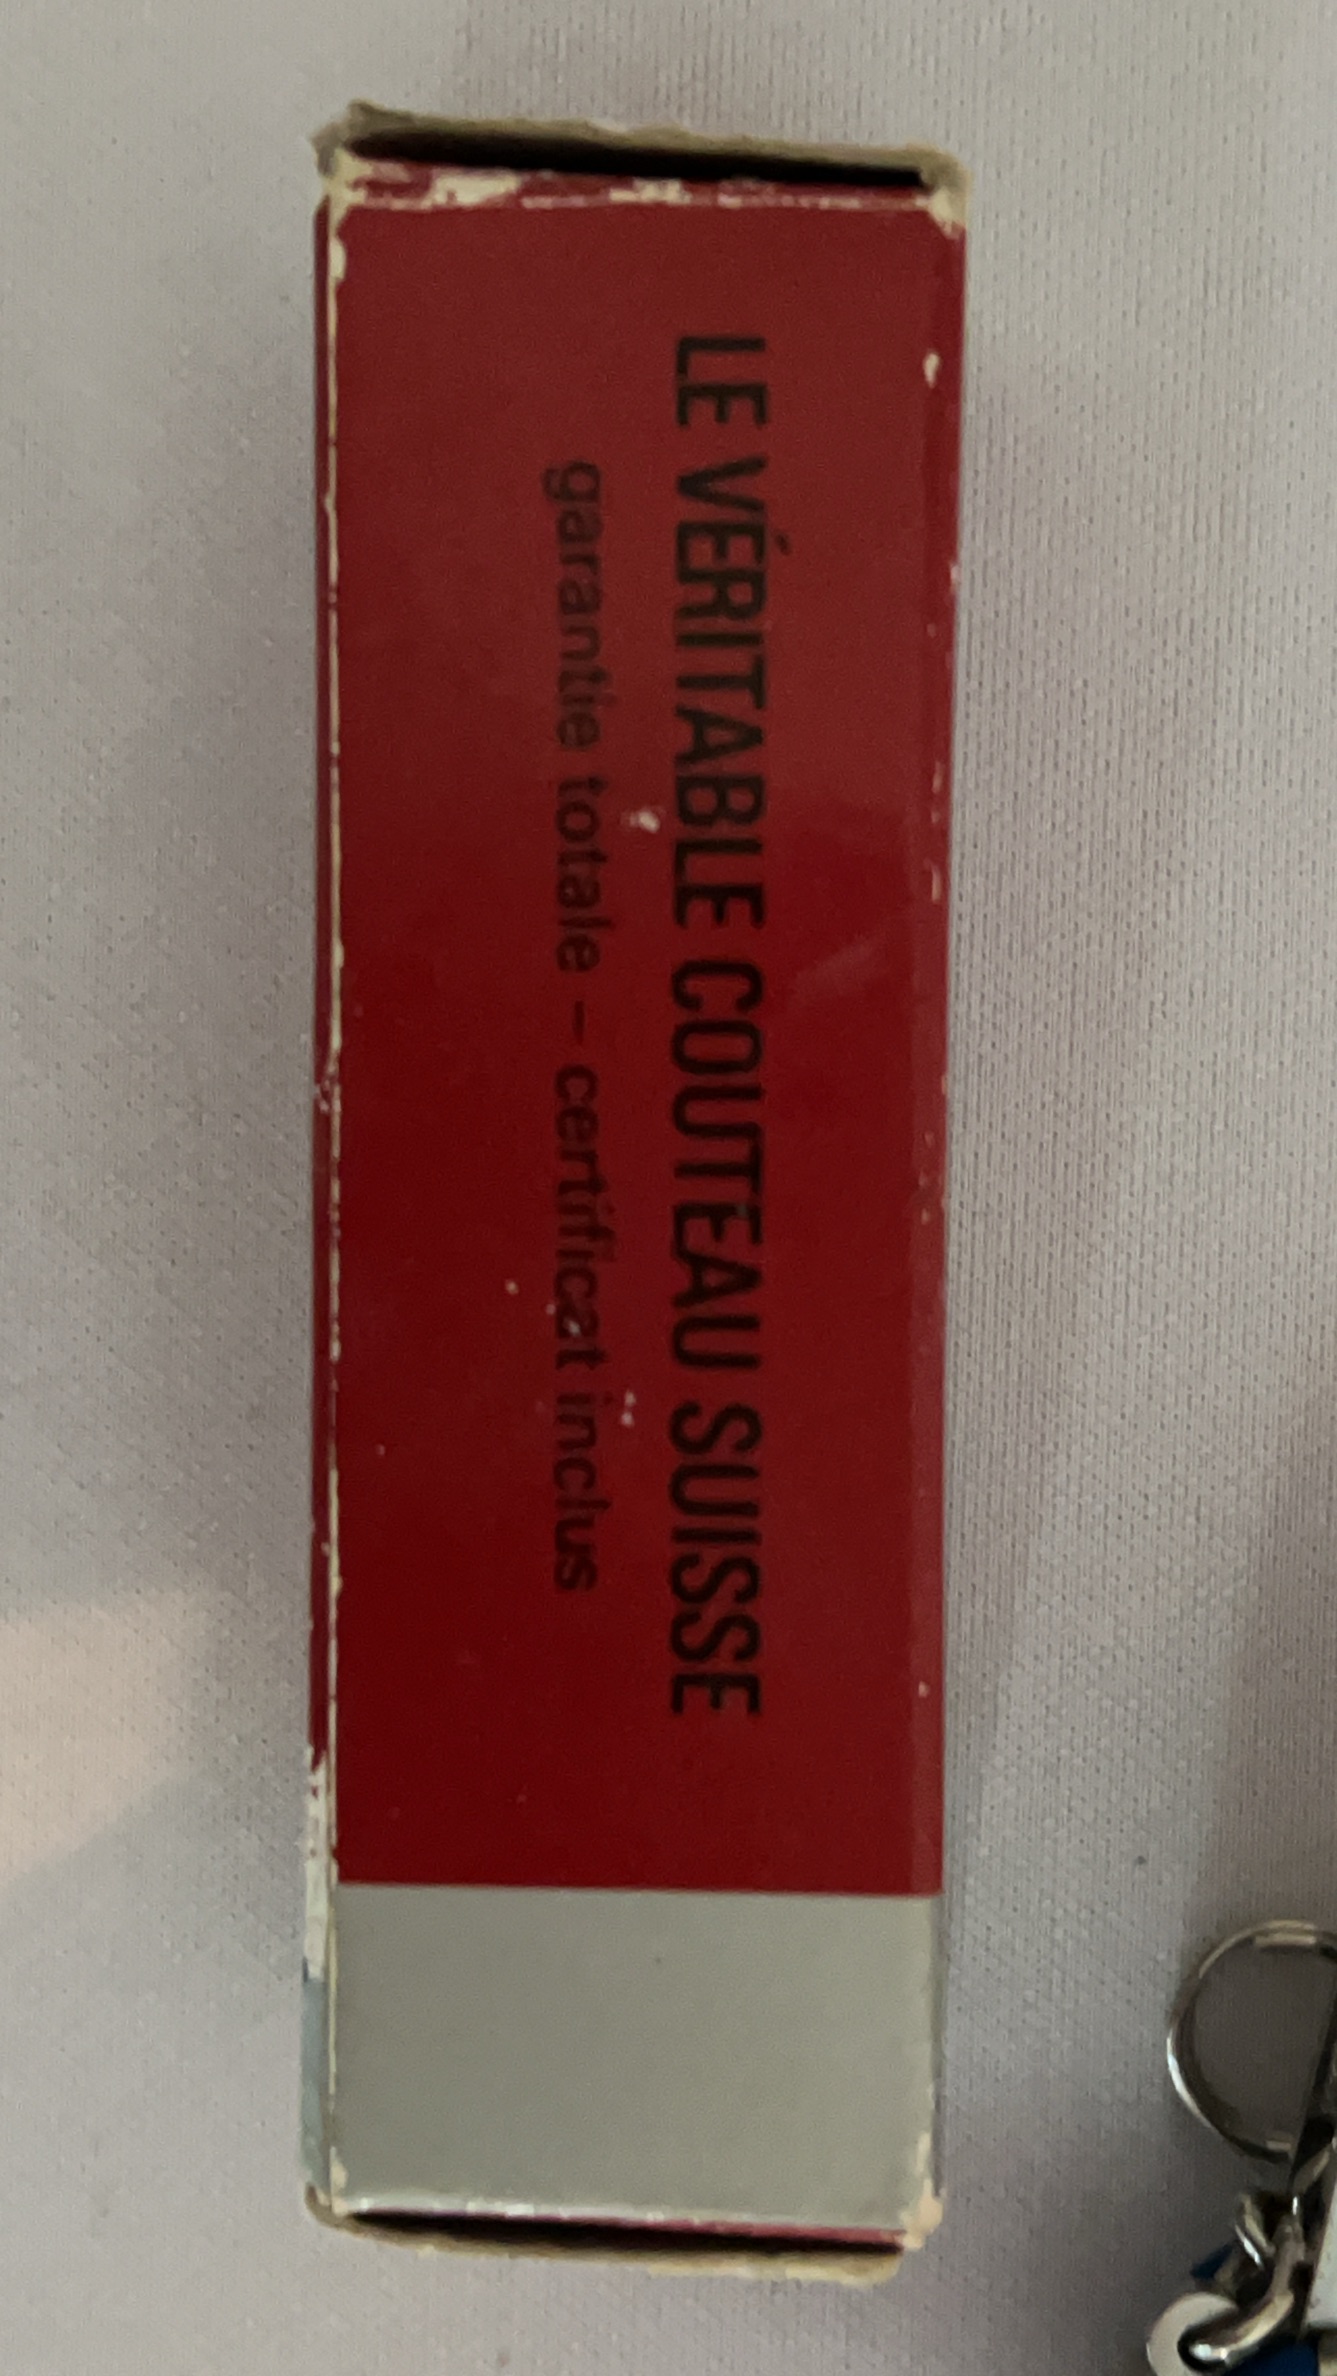 LE VÉRITABLE COUTEAU SUISSE
garantie totale – certificat inclus